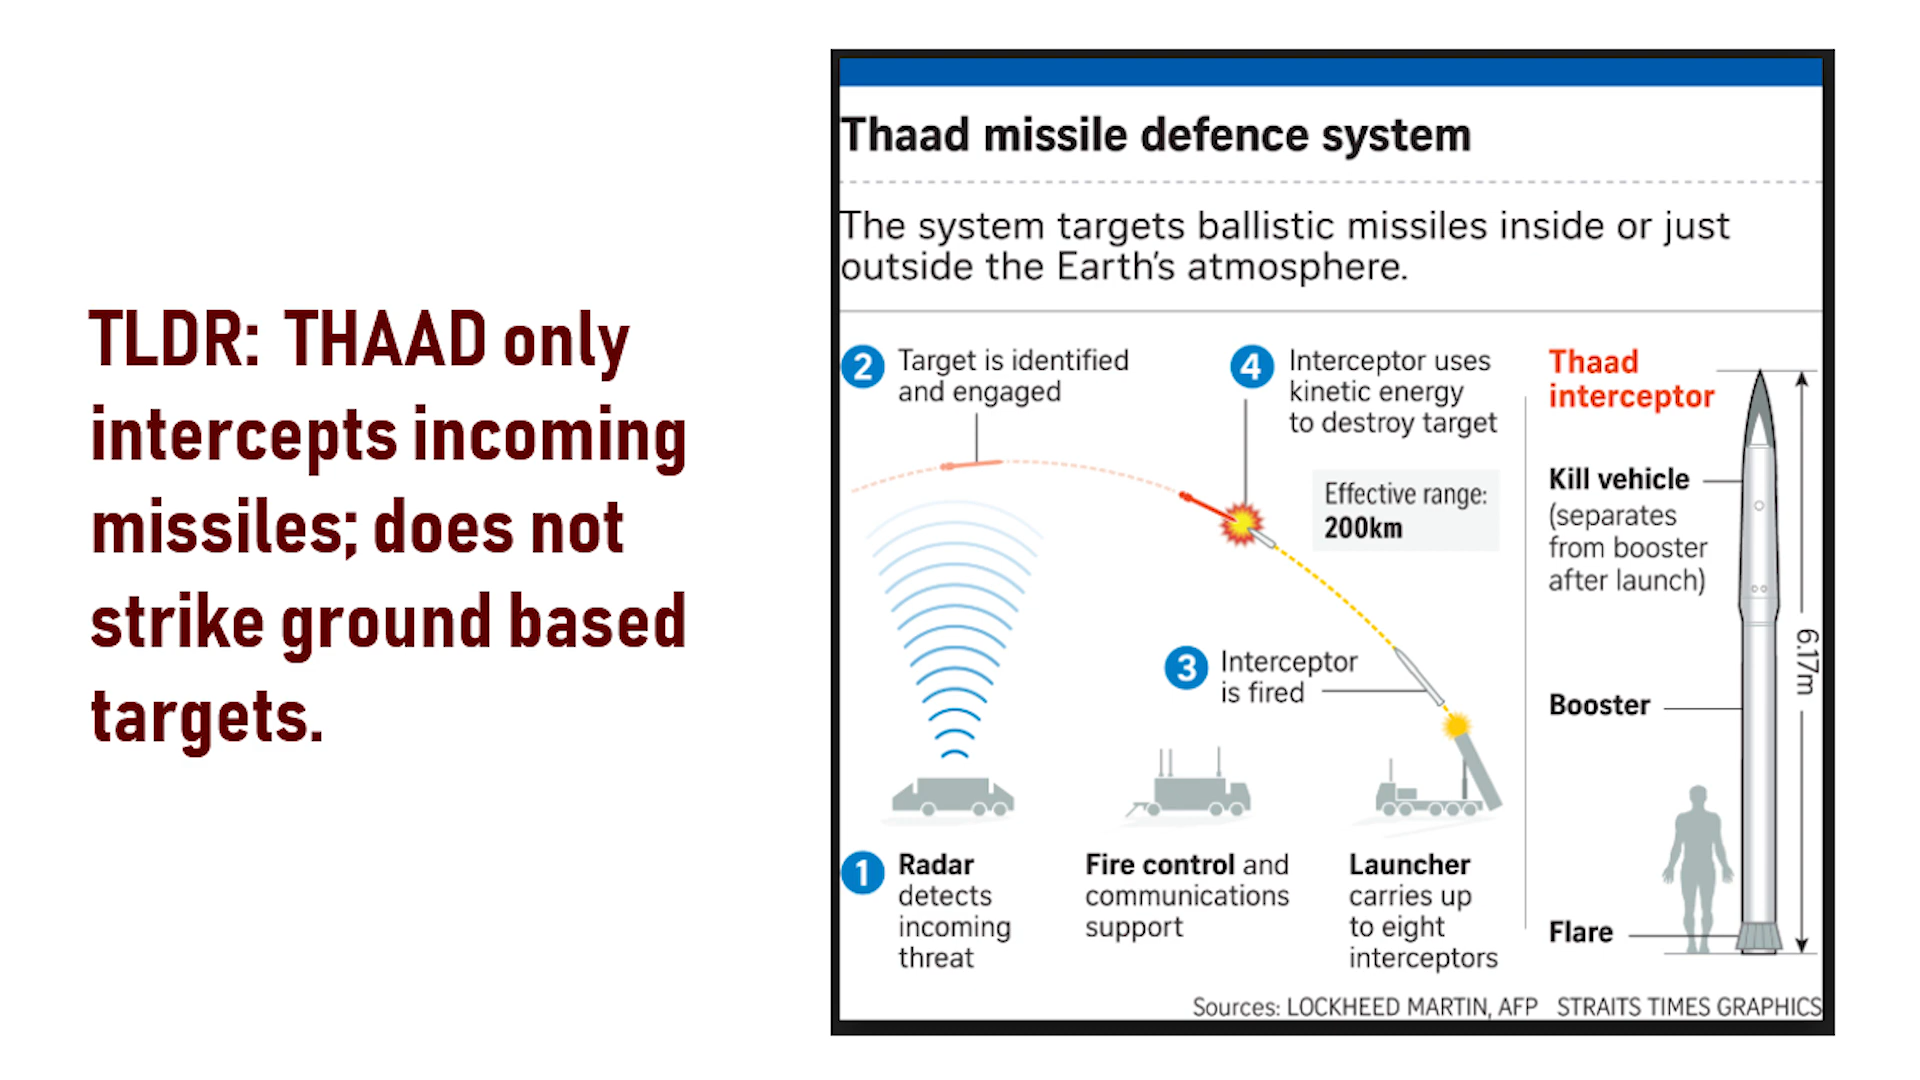 TLDR: THAAD only
intercepts incoming
missiles; does not
strike ground based
targets.
Thaad missile defence system
The system targets ballistic missiles inside or just
outside the Earth's atmosphere.
2 Target is identified
and engaged
4 Interceptor uses
kinetic energy
to destroy target
Effective range:
200km
3 Interceptor
is fired
1 Radar
detects
incoming
threat
Fire control and
communications
support
Launcher
carries up
to eight
interceptors
Thaad
interceptor
Kill vehicle
(separates
from booster
after launch)
Booster
Flare
6.17m
Sources: LOCKHEED MARTIN, AFP STRAITS TIMES GRAPHICS